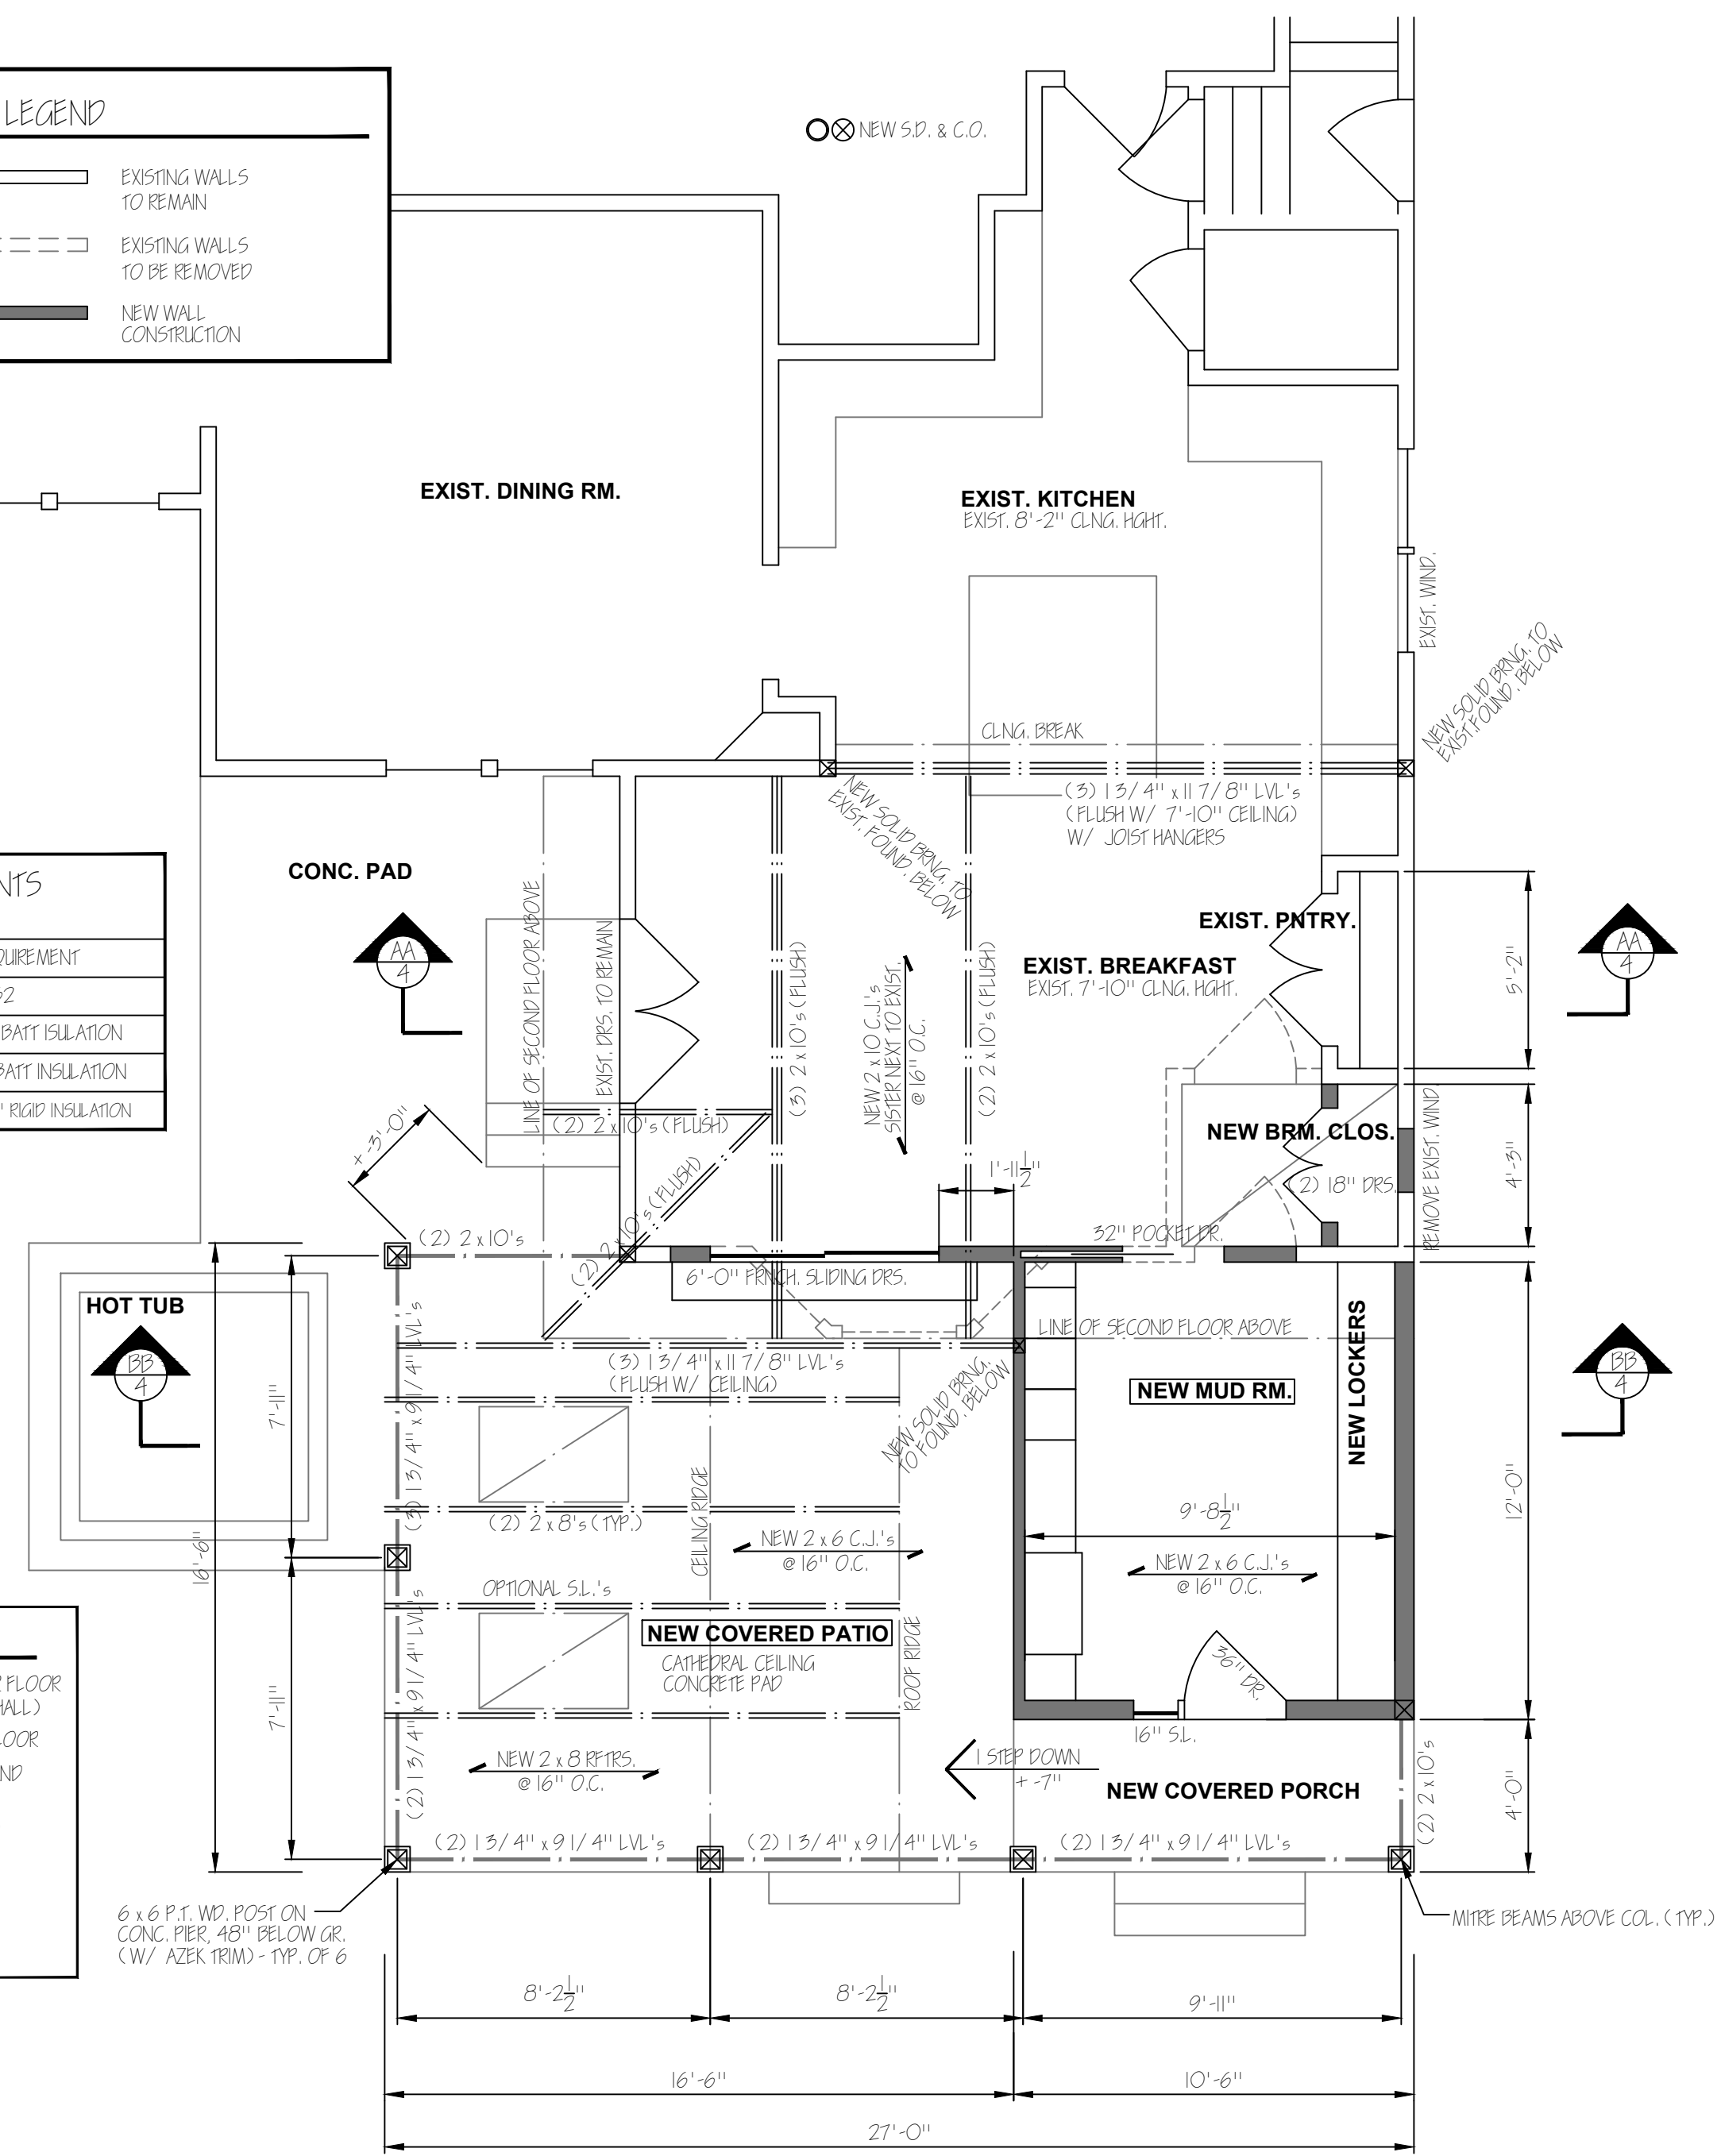 LEGEND
EXISTING WALLS
TO REMAIN
EXISTING WALLS
TO BE REMOVED
NEW WALL
CONSTRUCTION
NEW S.D. & C.O.
EXIST. DINING RM.
EXIST. KITCHEN
EXIST. 8'-2" CLNG. HGHT.
EXIST. WIND.
NEW SOLID BRNG. TO
EXIST.FOUND. BELOW
CLNG. BREAK
(3) 1 3/4" x 11 7/8" LVL's
(FLUSH W/ 7'-10" CEILING)
W/ JOIST HANGERS
NEW SOLID BRNG. TO
EXIST. FOUND. BELOW
CONC. PAD
NTS
QUIREMENT
BATT ISULATION
BATT INSULATION
" RIGID INSULATION
AA
4
LINE OF SECOND FLOOR ABOVE
EXIST. DRS. TO REMAIN
(3) 2 x 10's (FLUSH)
NEW 2 x 10 C.J.'s
SISTER NEXT TO EXIST.
@ 16" O.C.
(2) 2 x 10's (FLUSH)
EXIST. PNTRY.
EXIST. BREAKFAST
EXIST. 7'-10" CLNG. HGHT.
5'-2"
AA
4
+-3'-0"
(2) 2 x 10's (FLUSH)
(2) 2 x 10's (FLUSH)
1'-11 1/2"
NEW BRM. CLOS.
(2) 18" DRS.
REMOVE EXIST. WIND.
4'-3"
(2) 2 x 10's
32" POCKET DR.
6'-0" FRNCH. SLIDING DRS.
HOT TUB
BB
4
7'-11"
16'-6"
7'-11"
(3) 1 3/4" x 9 1/4" LVL's
(2) 1 3/4" x 9 1/4" LVL's
(3) 1 3/4" x 11 7/8" LVL's
(FLUSH W/ CEILING)
NEW SOLID BRNG.
TO FOUND. BELOW
LINE OF SECOND FLOOR ABOVE
NEW MUD RM.
NEW LOCKERS
BB
4
12'-0"
9'-8 1/2"
NEW 2 x 6 C.J.'s
@ 16" O.C.
CEILING RIDGE
(2) 2 x 8's (TYP.)
NEW 2 x 6 C.J.'s
@ 16" O.C.
OPTIONAL S.L.'s
NEW COVERED PATIO
CATHEDRAL CEILING
CONCRETE PAD
ROOF RIDGE
36" DR.
16" S.L.
FLOOR
HALL)
LOOR
ND
NEW 2 x 8 RFTRS.
@ 16" O.C.
1 STEP DOWN
+-7"
NEW COVERED PORCH
(2) 2 x 10's
4'-0"
(2) 1 3/4" x 9 1/4" LVL's
(2) 1 3/4" x 9 1/4" LVL's
(2) 1 3/4" x 9 1/4" LVL's
6 x 6 P.T. WD. POST ON
CONC. PIER, 48" BELOW GR.
(W/ AZEK TRIM) - TYP. OF 6
MITRE BEAMS ABOVE COL. (TYP.)
8'-2 1/2"
8'-2 1/2"
9'-11"
16'-6"
10'-6"
27'-0"